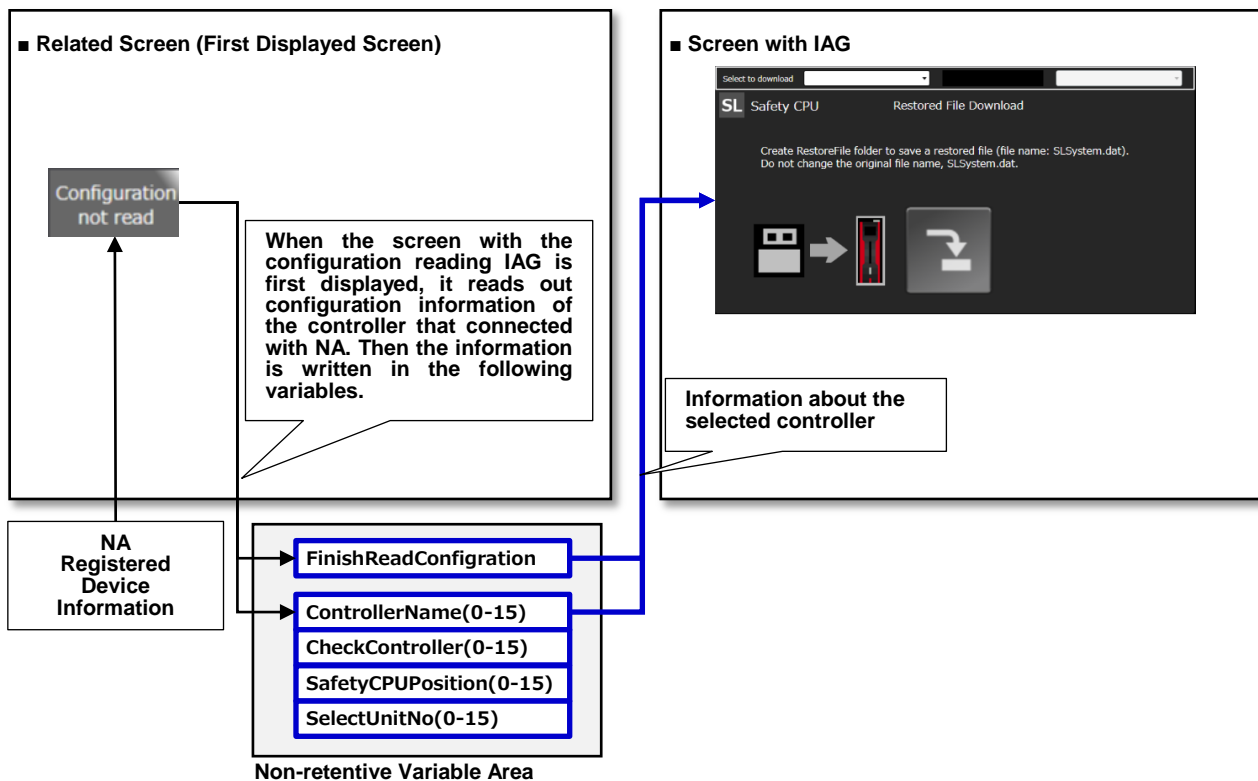 ■ Related Screen (First Displayed Screen)
Configuration
not read
When the screen with the
configuration reading IAG is
first displayed, it reads out
configuration information of
the controller that connected
with NA. Then the information
is written in the following
variables.
NA
Registered
Device
Information
FinishReadConfigration
ControllerName(0-15)
CheckController(0-15)
SafetyCPUPosition(0-15)
SelectUnitNo(0-15)
Non-retentive Variable Area
■ Screen with IAG
Select to download
SL Safety CPU Restored File Download
Create RestoreFile folder to save a restored file (file name: SLSystem.dat).
Do not change the original file name, SLSystem.dat.
Information about the
selected controller